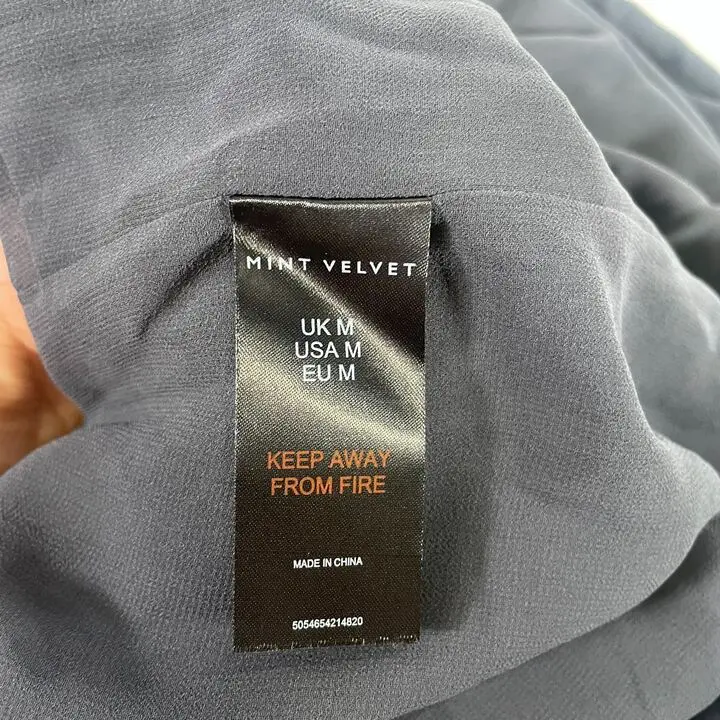 MINT VELVET
UK M
USA M
EU M
KEEP AWAY
FROM FIRE
MADE IN CHINA
5054654214820